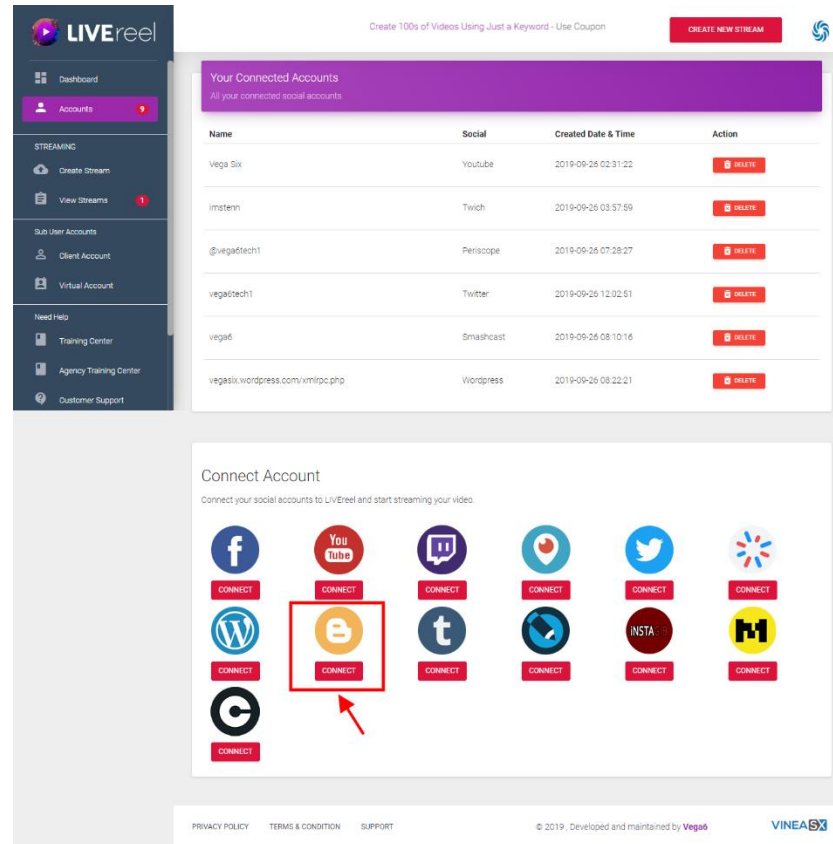 LIVEreel
Create 100s of Videos Using Just a Keyword - Use Coupon
CREATE NEW STREAM
Dashboard
Accounts 9
STREAMING
Create Stream
View Streams 1
Sub User Accounts
Client Account
Virtual Account
Need Help
Training Center
Agency Training Center
Customer Support
Your Connected Accounts
All your connected social accounts
Name Social Created Date & Time Action
Vega Six Youtube 2019-09-26 02:31:22 DELETE
imstenn Twich 2019-09-26 03:57:59 DELETE
@vega6tech1 Periscope 2019-09-26 07:28:27 DELETE
vega6tech1 Twitter 2019-09-26 12:02:51 DELETE
vega6 Smashcast 2019-09-26 08:10:16 DELETE
vegasix.wordpress.com/xmlrpc.php Wordpress 2019-09-26 08:22:21 DELETE
Connect Account
Connect your social accounts to LIVEreel and start streaming your video.
You
Tube
CONNECT CONNECT CONNECT CONNECT CONNECT CONNECT
iNSTA
CONNECT CONNECT CONNECT CONNECT CONNECT CONNECT
CONNECT
PRIVACY POLICY TERMS & CONDITION SUPPORT © 2019 , Developed and maintained by Vega6 VINEASX